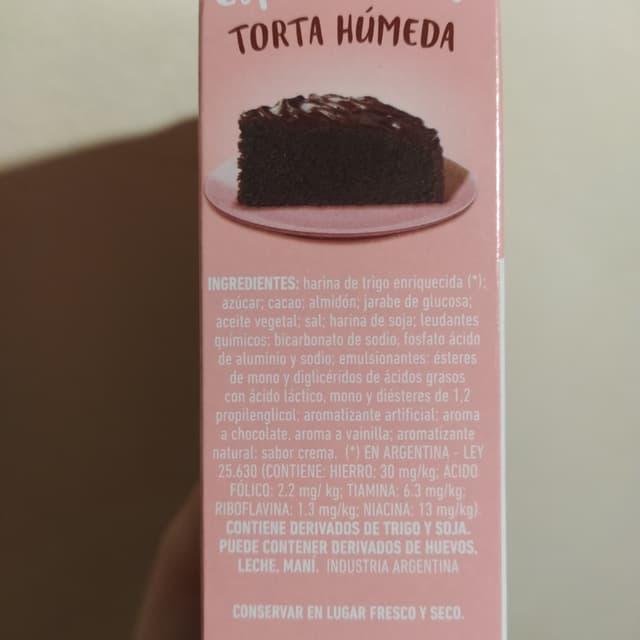 TORTA HÚMEDA
INGREDIENTES: harina de trigo enriquecida (*);
azúcar; cacao; almidón; jarabe de glucosa;
aceite vegetal; sal; harina de soja; leudantes
químicos; bicarbonato de sodio, fosfato ácido
de aluminio y sodio; emulsionantes: ésteres
de mono y diglicéridos de ácidos grasos
con ácido láctico, mono y diésteres de 1,2
propilenglicol; aromatizante artificial; aroma
a chocolate, aroma a vainilla; aromatizante
natural: sabor crema. (*) EN ARGENTINA - LEY
25.630 (CONTIENE: HIERRO: 30 mg/kg; ÁCIDO
FÓLICO: 2.2 mg/ kg; TIAMINA: 6.3 mg/kg;
RIBOFLAVINA: 1.3 mg/kg; NIACINA: 13 mg/kg)
CONTIENE DERIVADOS DE TRIGO Y SOJA.
PUEDE CONTENER DERIVADOS DE HUEVOS,
LECHE, MANÍ. INDUSTRIA ARGENTINA
CONSERVAR EN LUGAR FRESCO Y SECO.